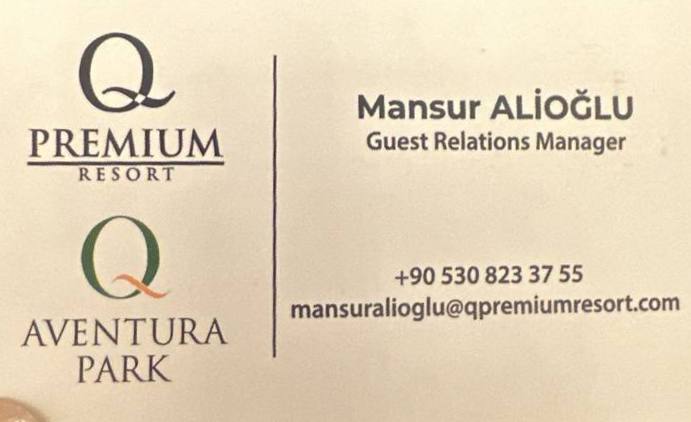 Q
PREMIUM
RESORT
Q
AVENTURA
PARK
Mansur ALİOĞLU
Guest Relations Manager
+90 530 823 37 55
mansuralioglu@qpremiumresort.com